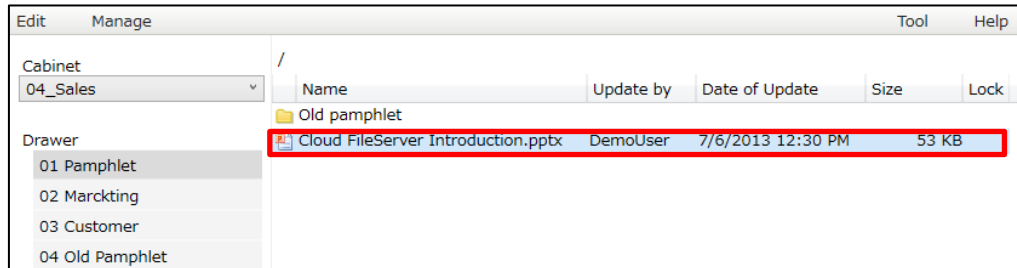 Edit Manage Tool Help
Cabinet
04_Sales
Drawer
01 Pamphlet
02 Marckting
03 Customer
04 Old Pamphlet
/
Name Update by Date of Update Size Lock
Old pamphlet
Cloud FileServer Introduction.pptx DemoUser 7/6/2013 12:30 PM 53 KB